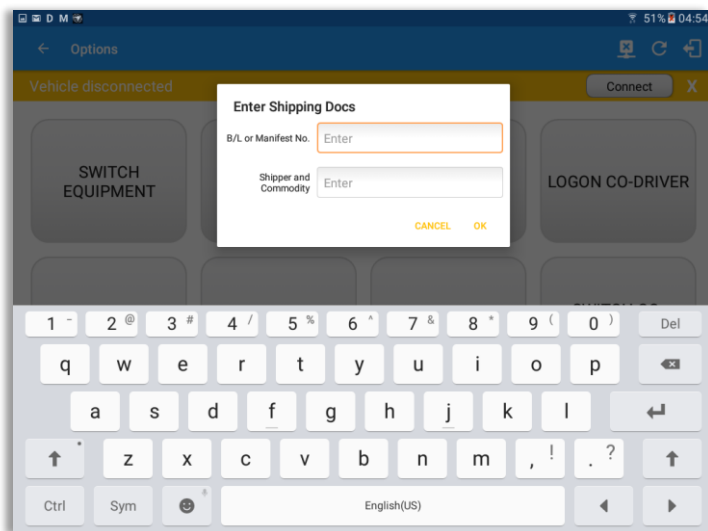 D M 51% 04:54
Options
Vehicle disconnected Connect X
Enter Shipping Docs
B/L or Manifest No. Enter
Shipper and Commodity Enter
CANCEL OK
SWITCH EQUIPMENT
LOGON CO-DRIVER
1 - 2 @ 3 # 4 / 5 % 6 ^ 7 & 8 * 9 ( 0 ) Del
q w e r t y u i o p
a s d f g h j k l
z x c v b n m , ! . ?
Ctrl Sym English(US)